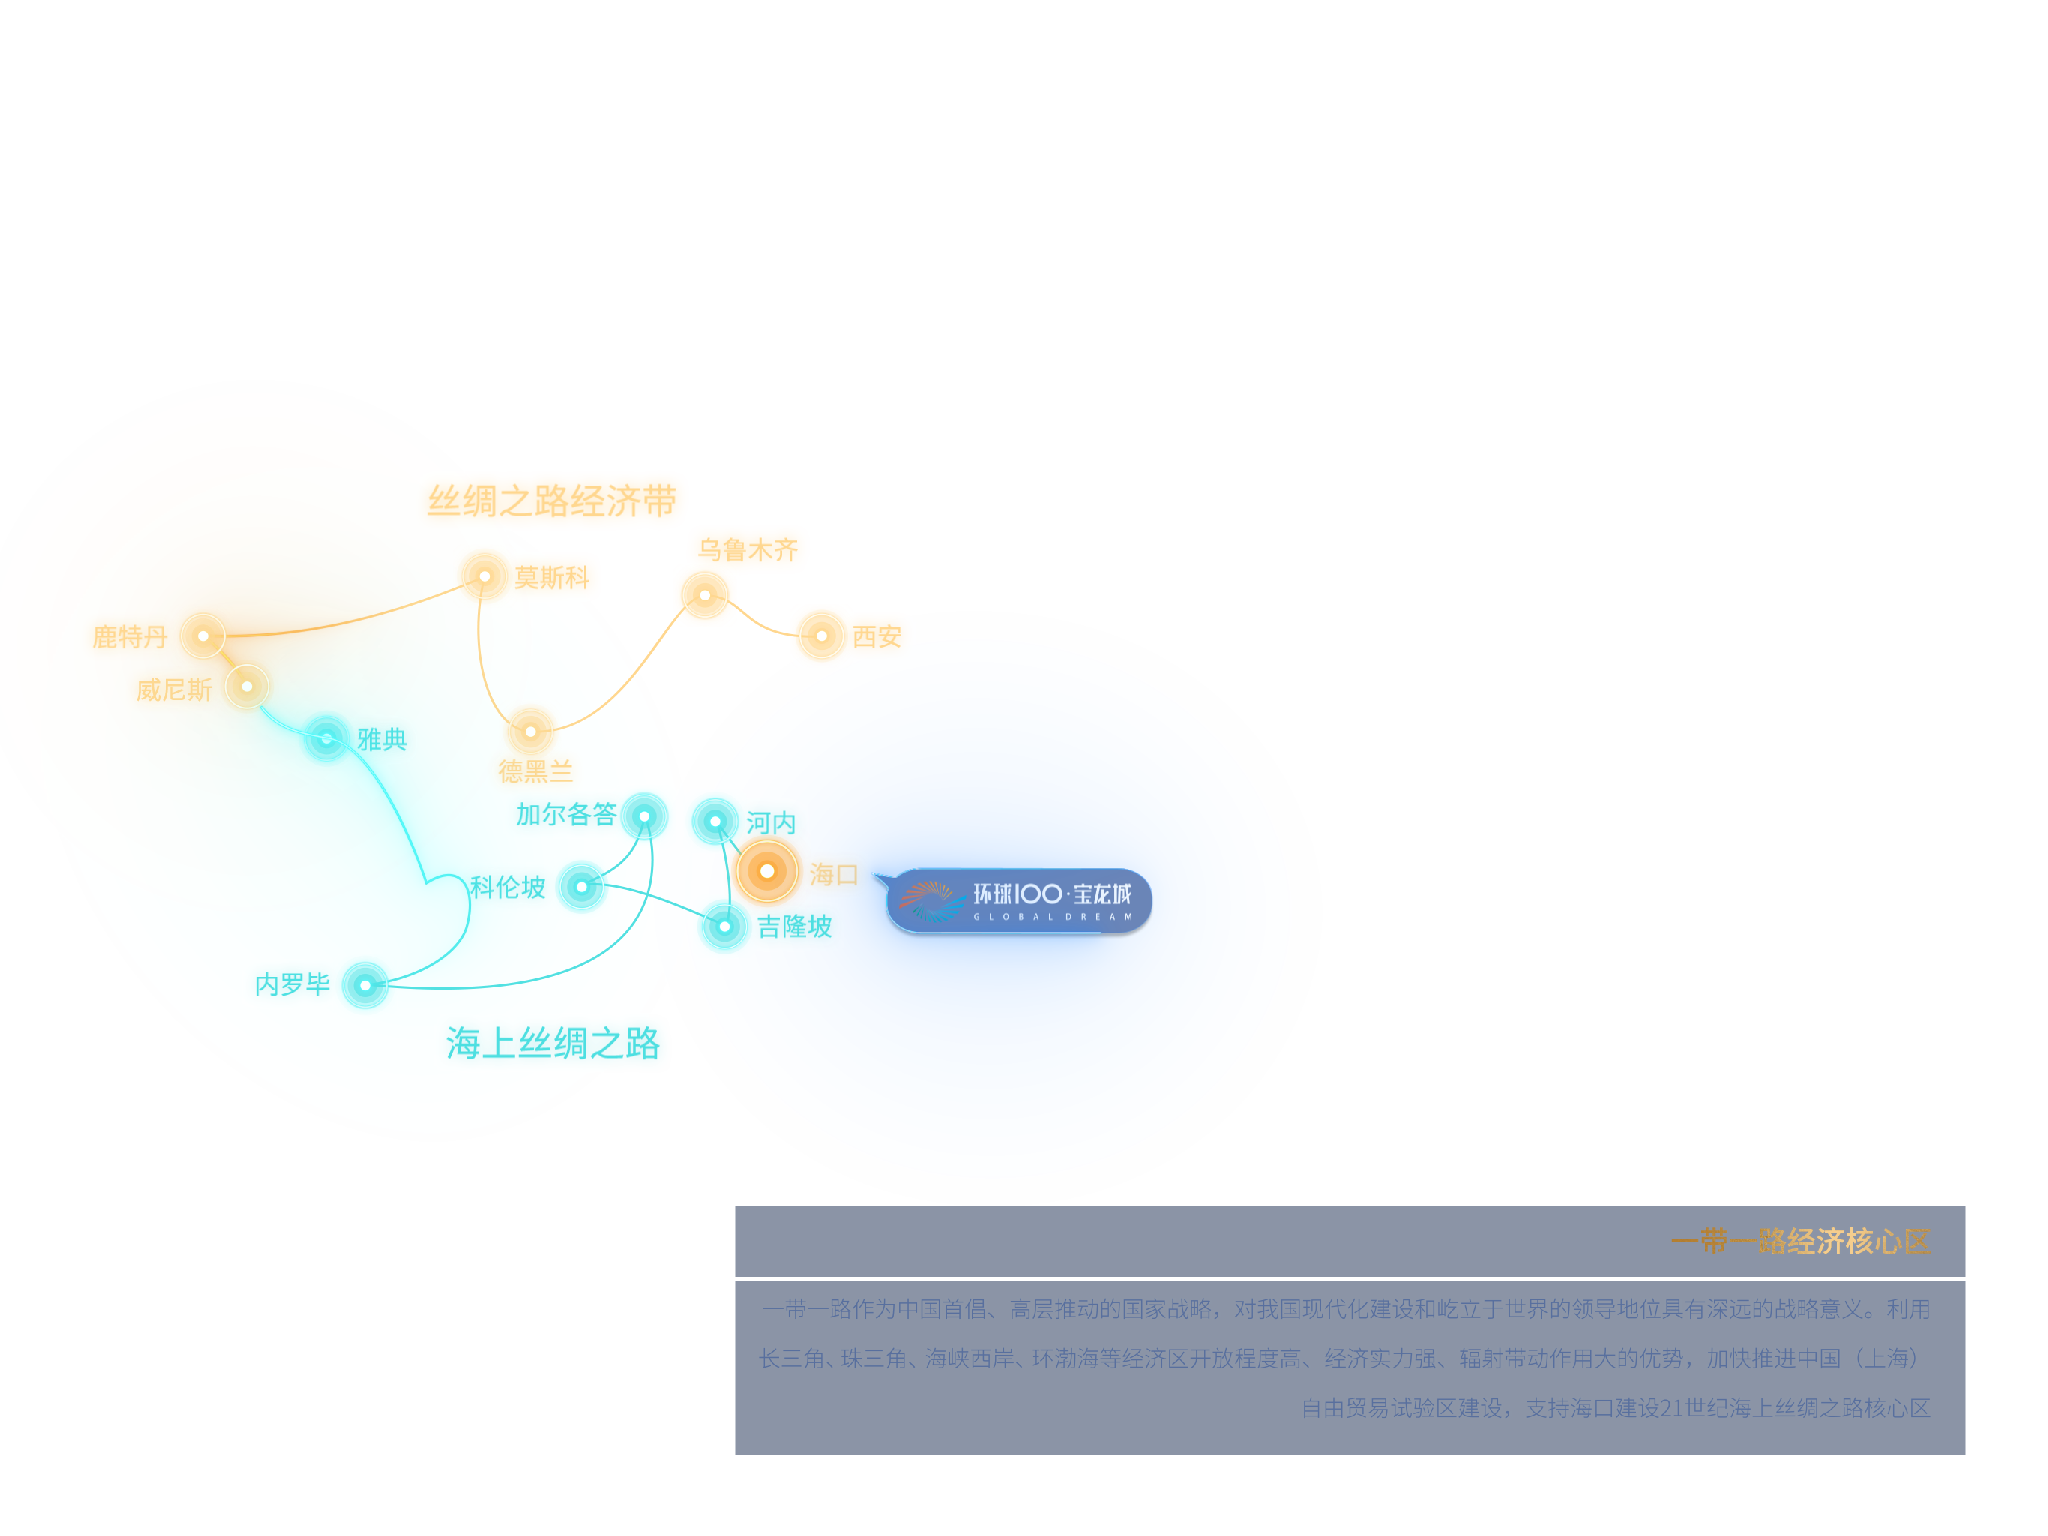 丝绸之路经济带
乌鲁木齐
莫斯科
鹿特丹
西安
威尼斯
雅典
德黑兰
加尔各答
河内
海口
科伦坡
环球100·宝龙城
GLOBAL DREAM
吉隆坡
内罗毕
海上丝绸之路
一带一路经济核心区
一带一路作为中国首倡、高层推动的国家战略，对我国现代化建设和屹立于世界的领导地位具有深远的战略意义。利用
长三角、珠三角、海峡西岸、环渤海等经济区开放程度高、经济实力强、辐射带动作用大的优势，加快推进中国（上海）
自由贸易试验区建设，支持海口建设21世纪海上丝绸之路核心区